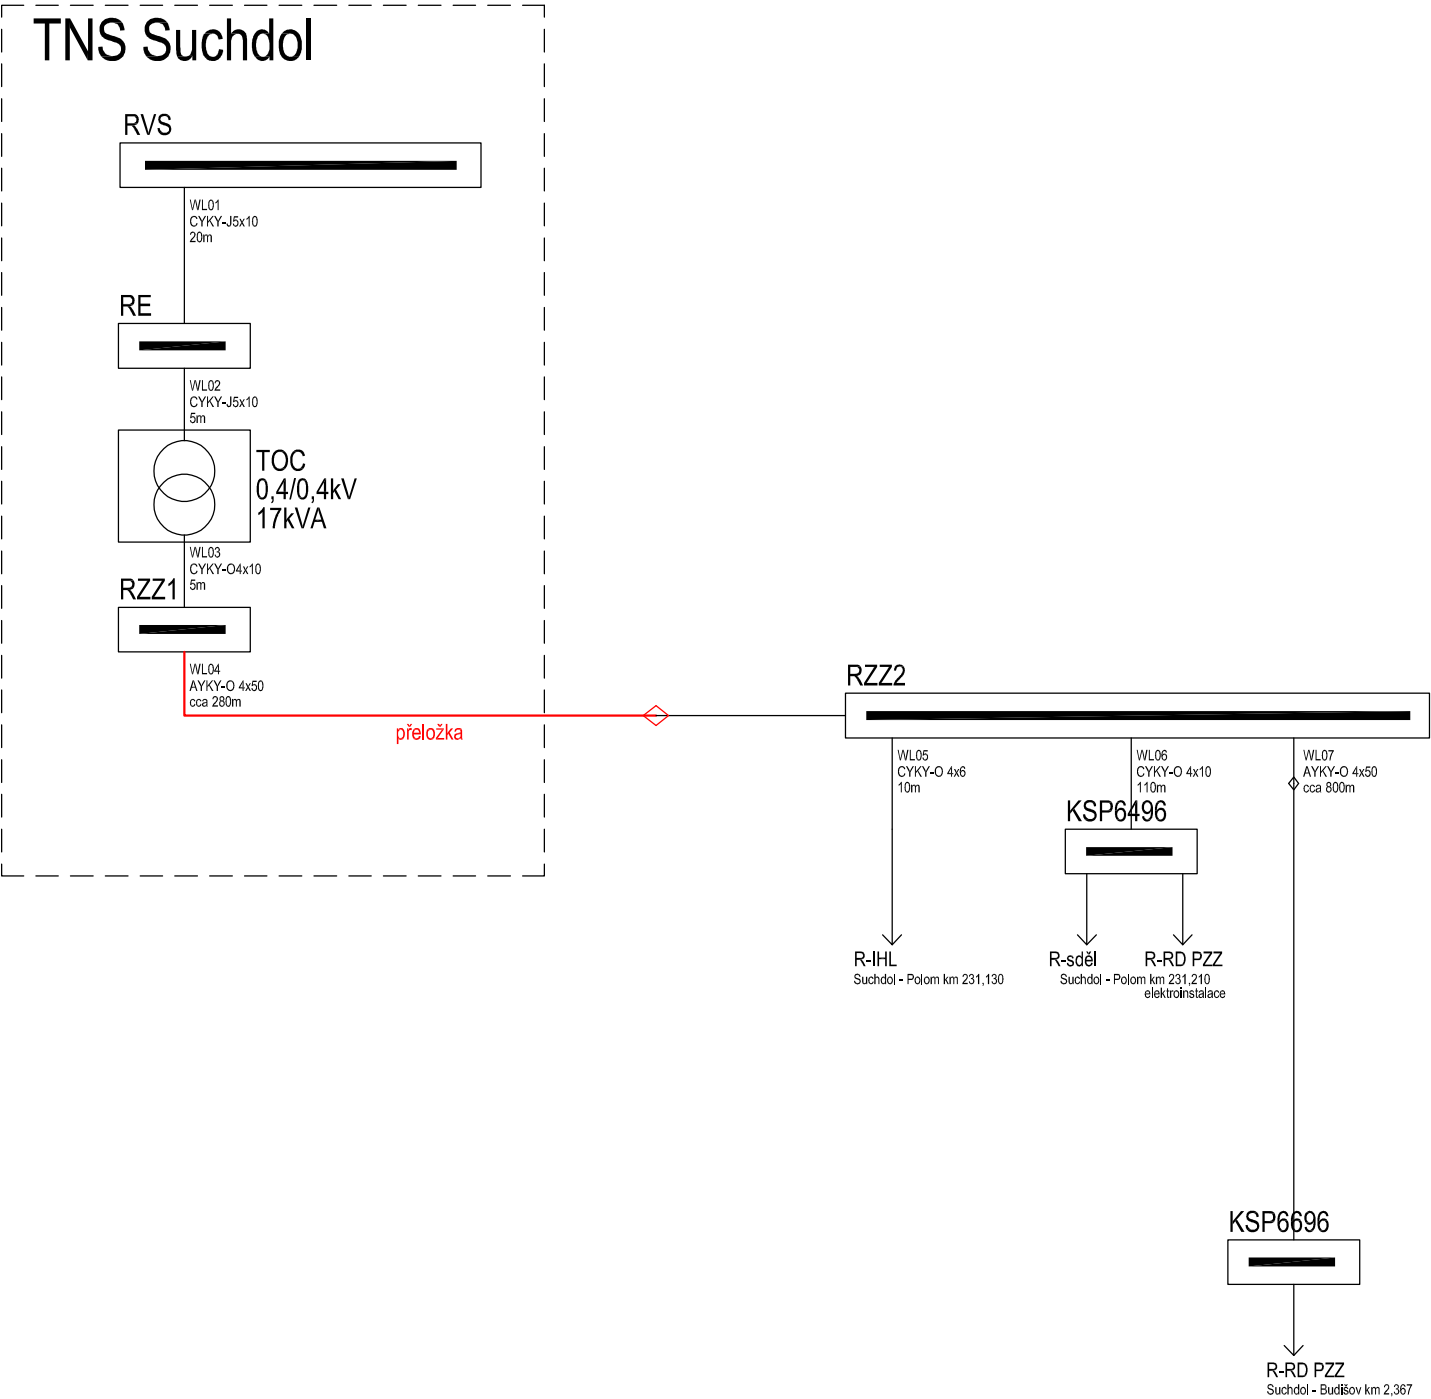 TNS Suchdol
RVS
WL01
CYKY-J5x10
20m
RE
WL02
CYKY-J5x10
5m
TOC
0,4/0,4kV
17kVA
WL03
CYKY-O4x10
5m
RZZ1
WL04
AYKY-O 4x50
cca 280m
přeložka
RZZ2
WL05
CYKY-O 4x6
10m
WL06
CYKY-O 4x10
110m
WL07
AYKY-O 4x50
cca 800m
KSP6496
R-IHL
Suchdol - Polom km 231,130
R-sděl
R-RD PZZ
Suchdol - Polom km 231,210
elektroinstalace
KSP6696
R-RD PZZ
Suchdol - Budišov km 2,367